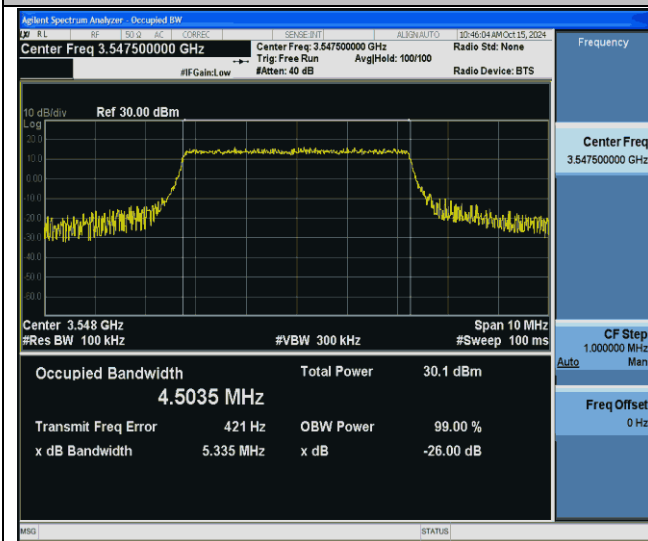 Agilent Spectrum Analyzer - Occupied BW
RL RF 50 Ω AC CORREC SENSE:INT ALIGNAUTO 10:46:04 AM Oct 15, 2024
Center Freq 3.547500000 GHz
Center Freq: 3.547500000 GHz
Radio Std: None
Trig: Free Run Avg|Hold: 100/100
#IFGain:Low #Atten: 40 dB Radio Device: BTS
Frequency
10 dB/div Ref 30.00 dBm
Log
20.0
10.0
0.00
-10.0
-20.0
-30.0
-40.0
-50.0
-60.0
Center 3.548 GHz Span 10 MHz
#Res BW 100 kHz #VBW 300 kHz #Sweep 100 ms
Occupied Bandwidth Total Power 30.1 dBm
4.5035 MHz
Transmit Freq Error 421 Hz OBW Power 99.00 %
x dB Bandwidth 5.335 MHz x dB -26.00 dB
Center Freq
3.547500000 GHz
CF Step
1.000000 MHz
Auto Man
Freq Offset
0 Hz
MSG STATUS